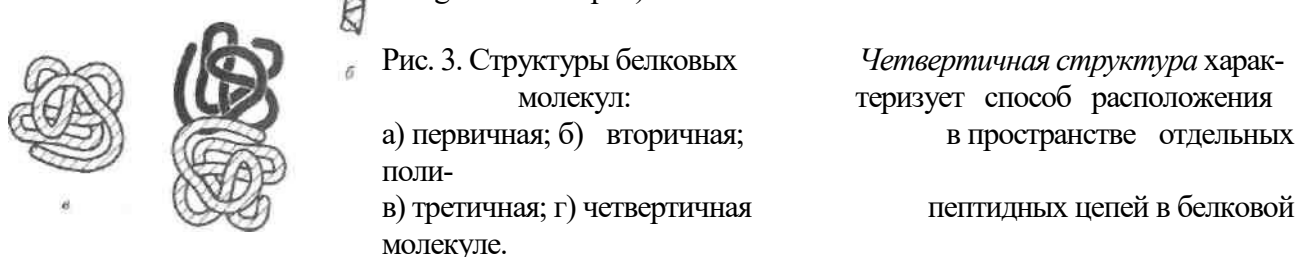 б
Рис. 3. Структуры белковых Четвертичная структура харак-
молекул: теризует способ расположения
а) первичная; б) вторичная; в пространстве отдельных
поли-
в) третичная; г) четвертичная пептидных цепей в белковой
молекуле.
в